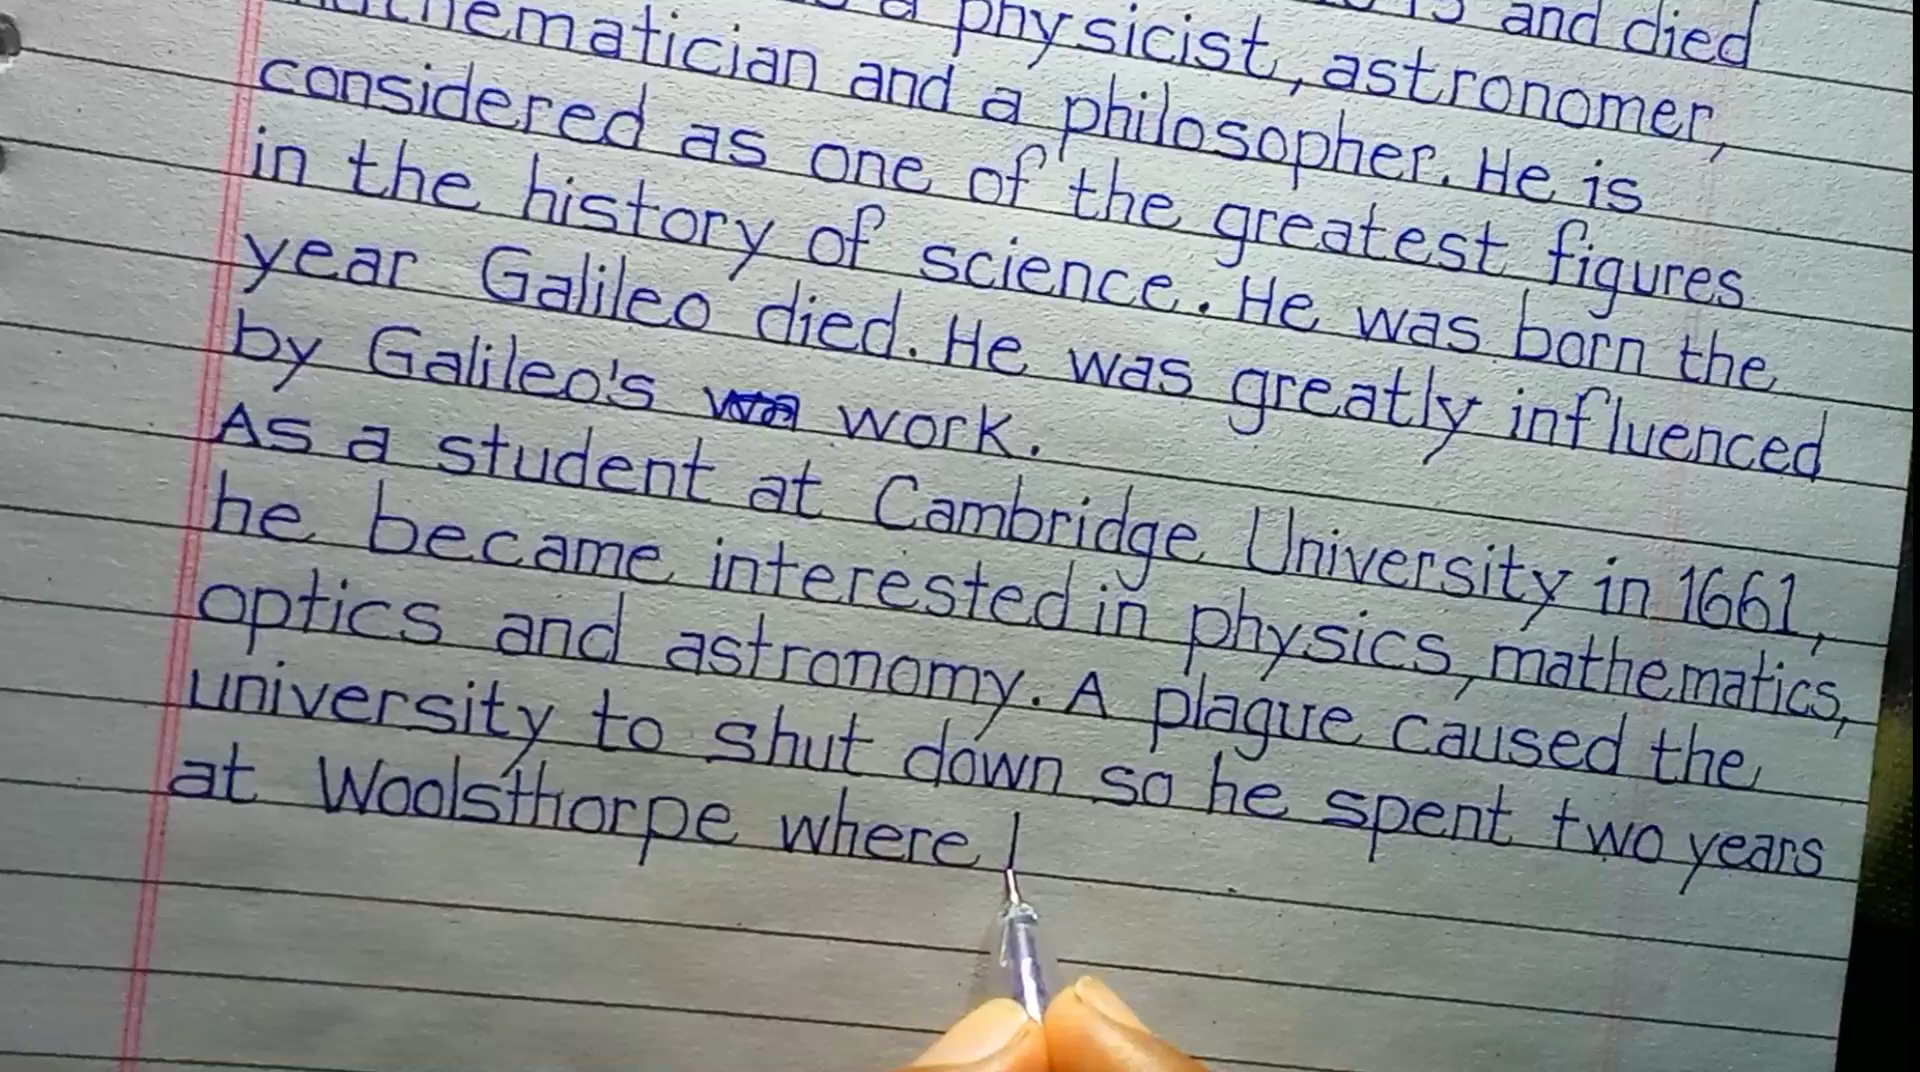 and died
a physicist, astronomer,
mathematician and a philosopher. He is
considered as one of the greatest figures
in the history of science. He was born the
year Galileo died. He was greatly influenced
by Galileo's work.
As a student at Cambridge University in 1661,
he became interested in physics, mathematics,
optics and astronomy. A plague caused the
university to shut down so he spent two years
at Woolsthorpe where